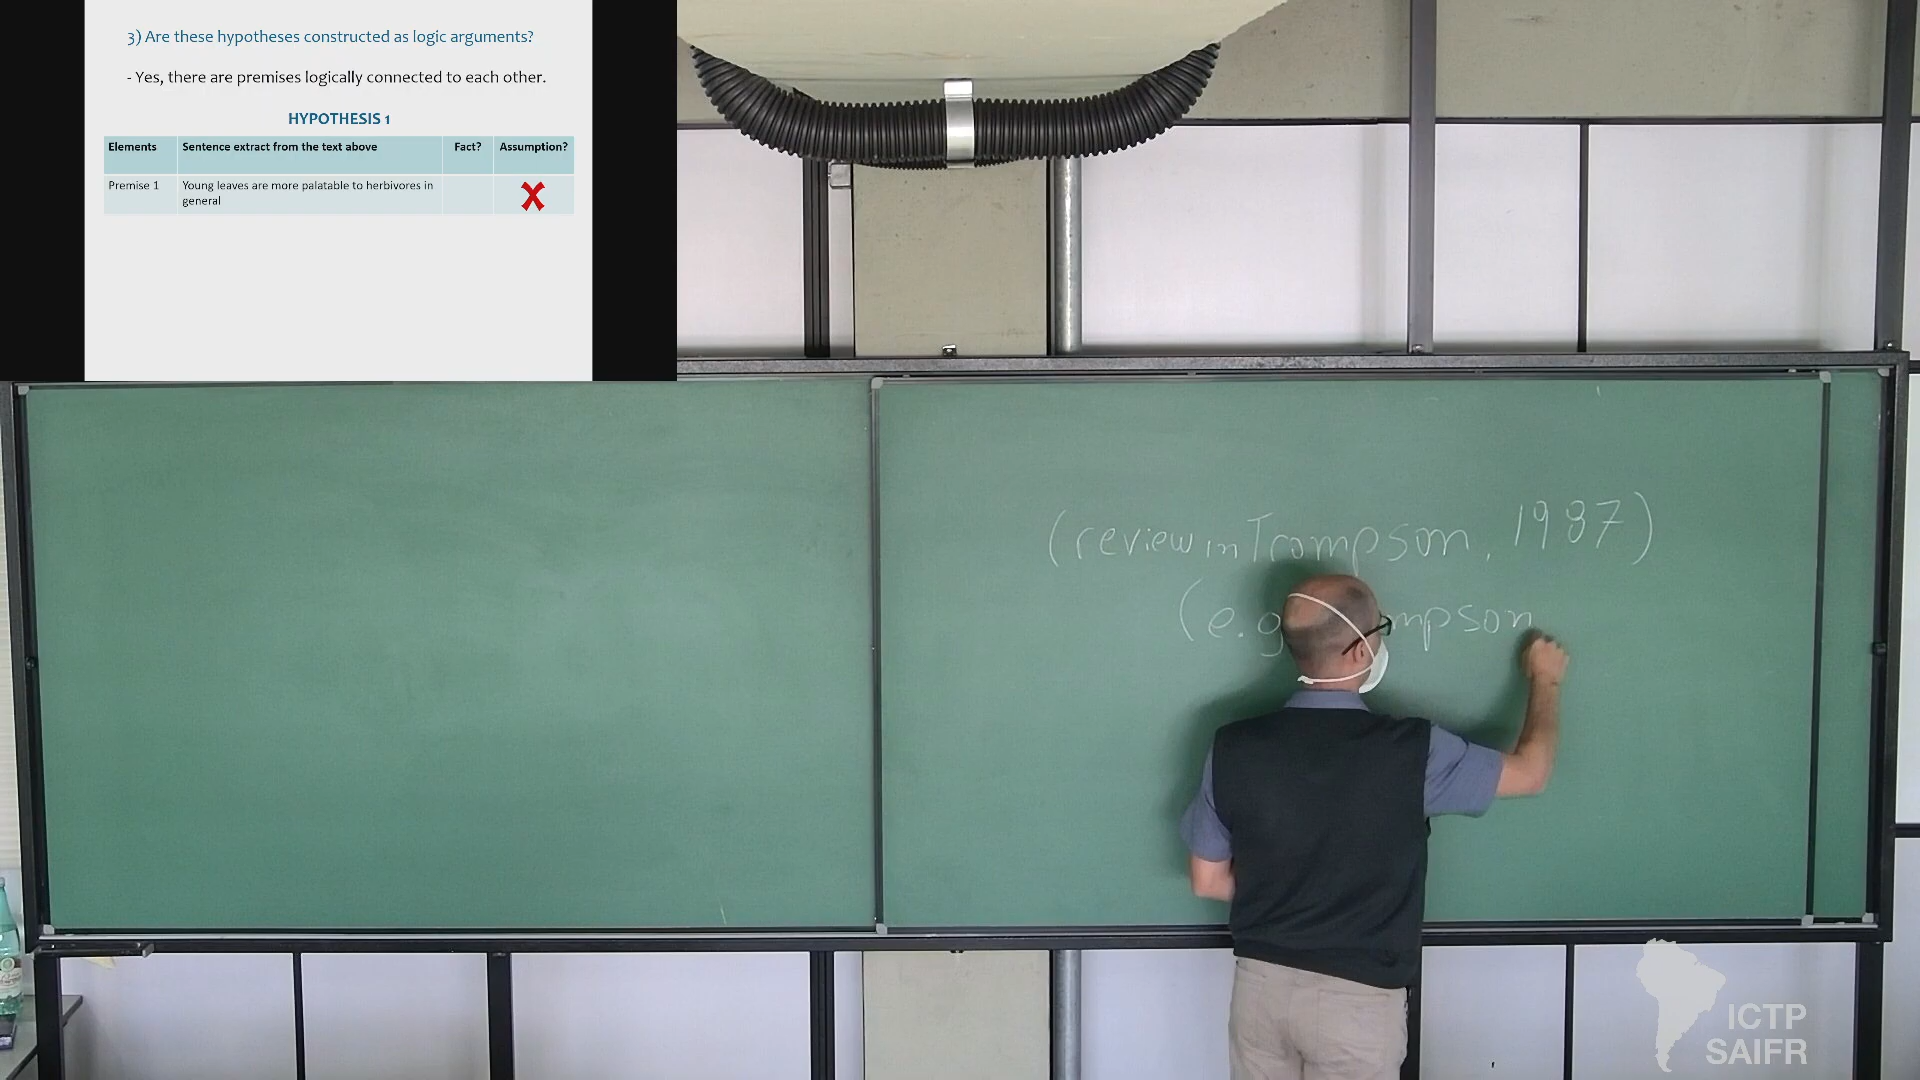 3) Are these hypotheses constructed as logic arguments?
- Yes, there are premises logically connected to each other.
HYPOTHESIS 1
Elements Sentence extract from the text above Fact? Assumption?
Premise 1 Young leaves are more palatable to herbivores in general
(review in Trompson, 1987)
(e.g. mpson
ICTP
SAIFR